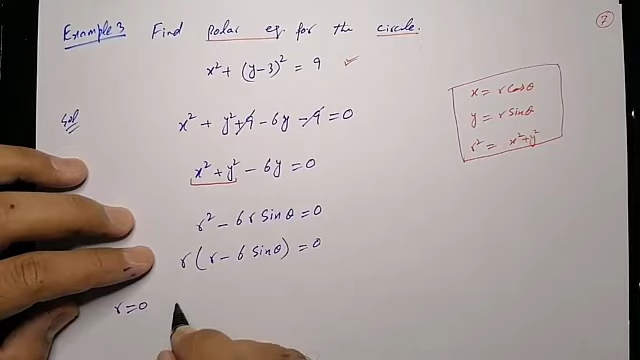 Example 3 Find polar eq for the circle.
x² + (y-3)² = 9
7
Sol
x² + y² + 9 - 6y - 9 = 0
x² + y² - 6y = 0
r² - 6r Sinθ = 0
r(r - 6 Sinθ) = 0
r = 0
x = r Cosθ
y = r Sinθ
r² = x² + y²